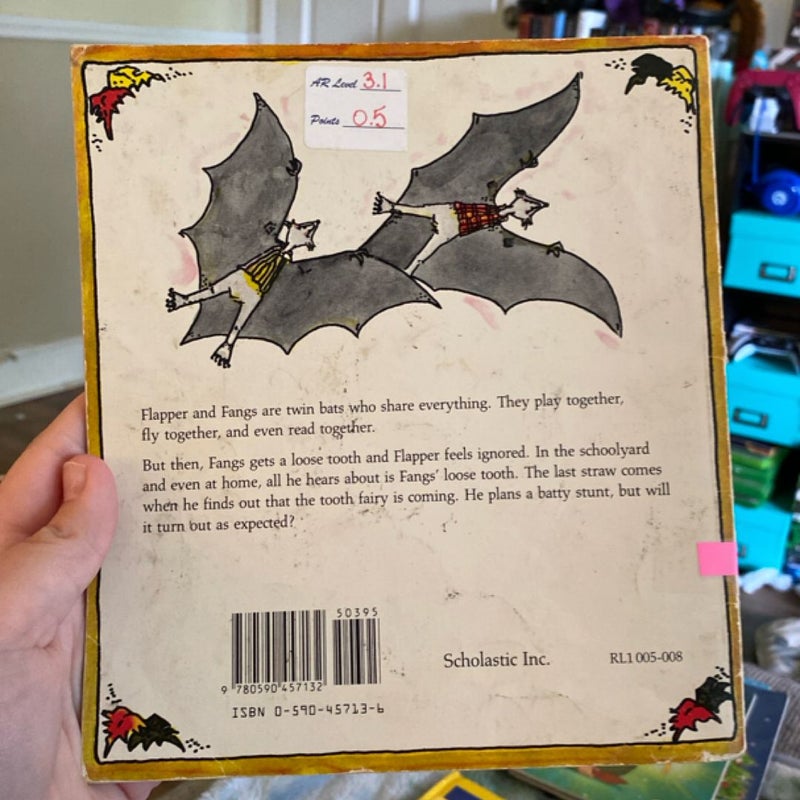 AR Level 3.1
Points 0.5
Flapper and Fangs are twin bats who share everything. They play together,
fly together, and even read together.
But then, Fangs gets a loose tooth and Flapper feels ignored. In the schoolyard
and even at home, all he hears about is Fangs' loose tooth. The last straw comes
when he finds out that the tooth fairy is coming. He plans a batty stunt, but will
it turn out as expected?
50395
9 780590 457132
ISBN 0-590-45713-6
Scholastic Inc.
RL1 005-008